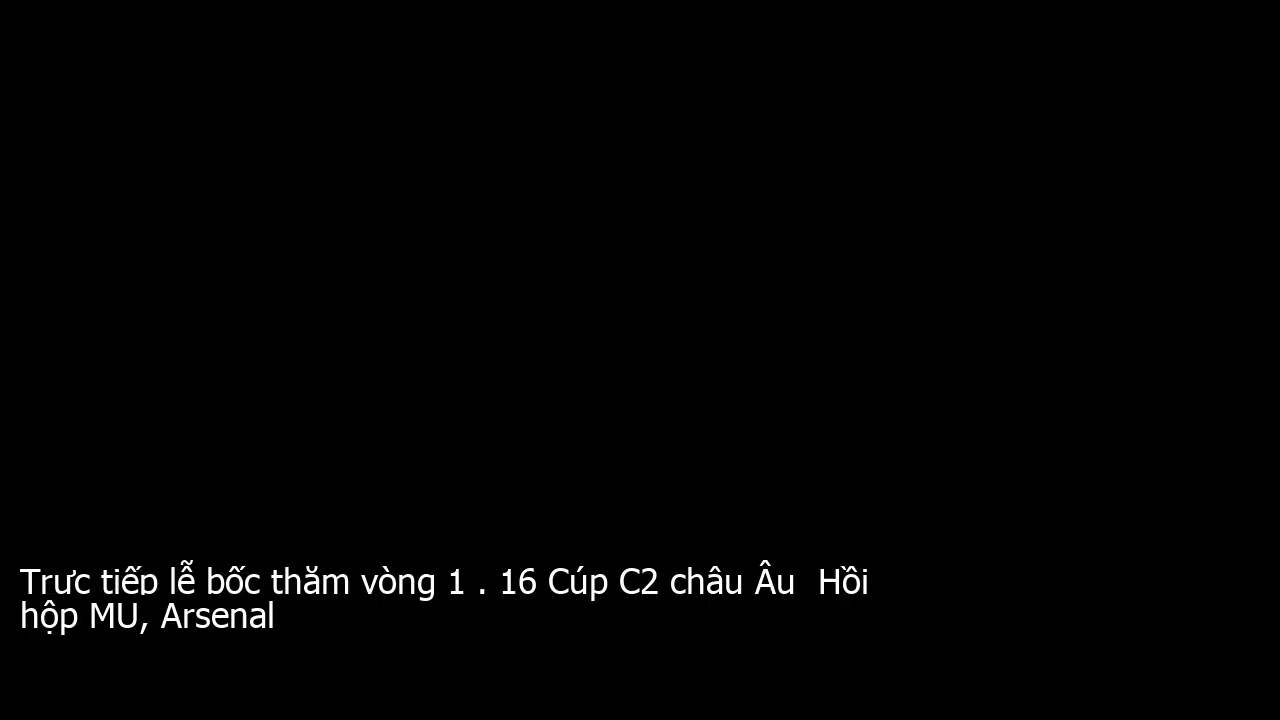 Trực tiếp lễ bốc thăm vòng 1 . 16 Cúp C2 châu Âu  Hồi
hộp MU, Arsenal